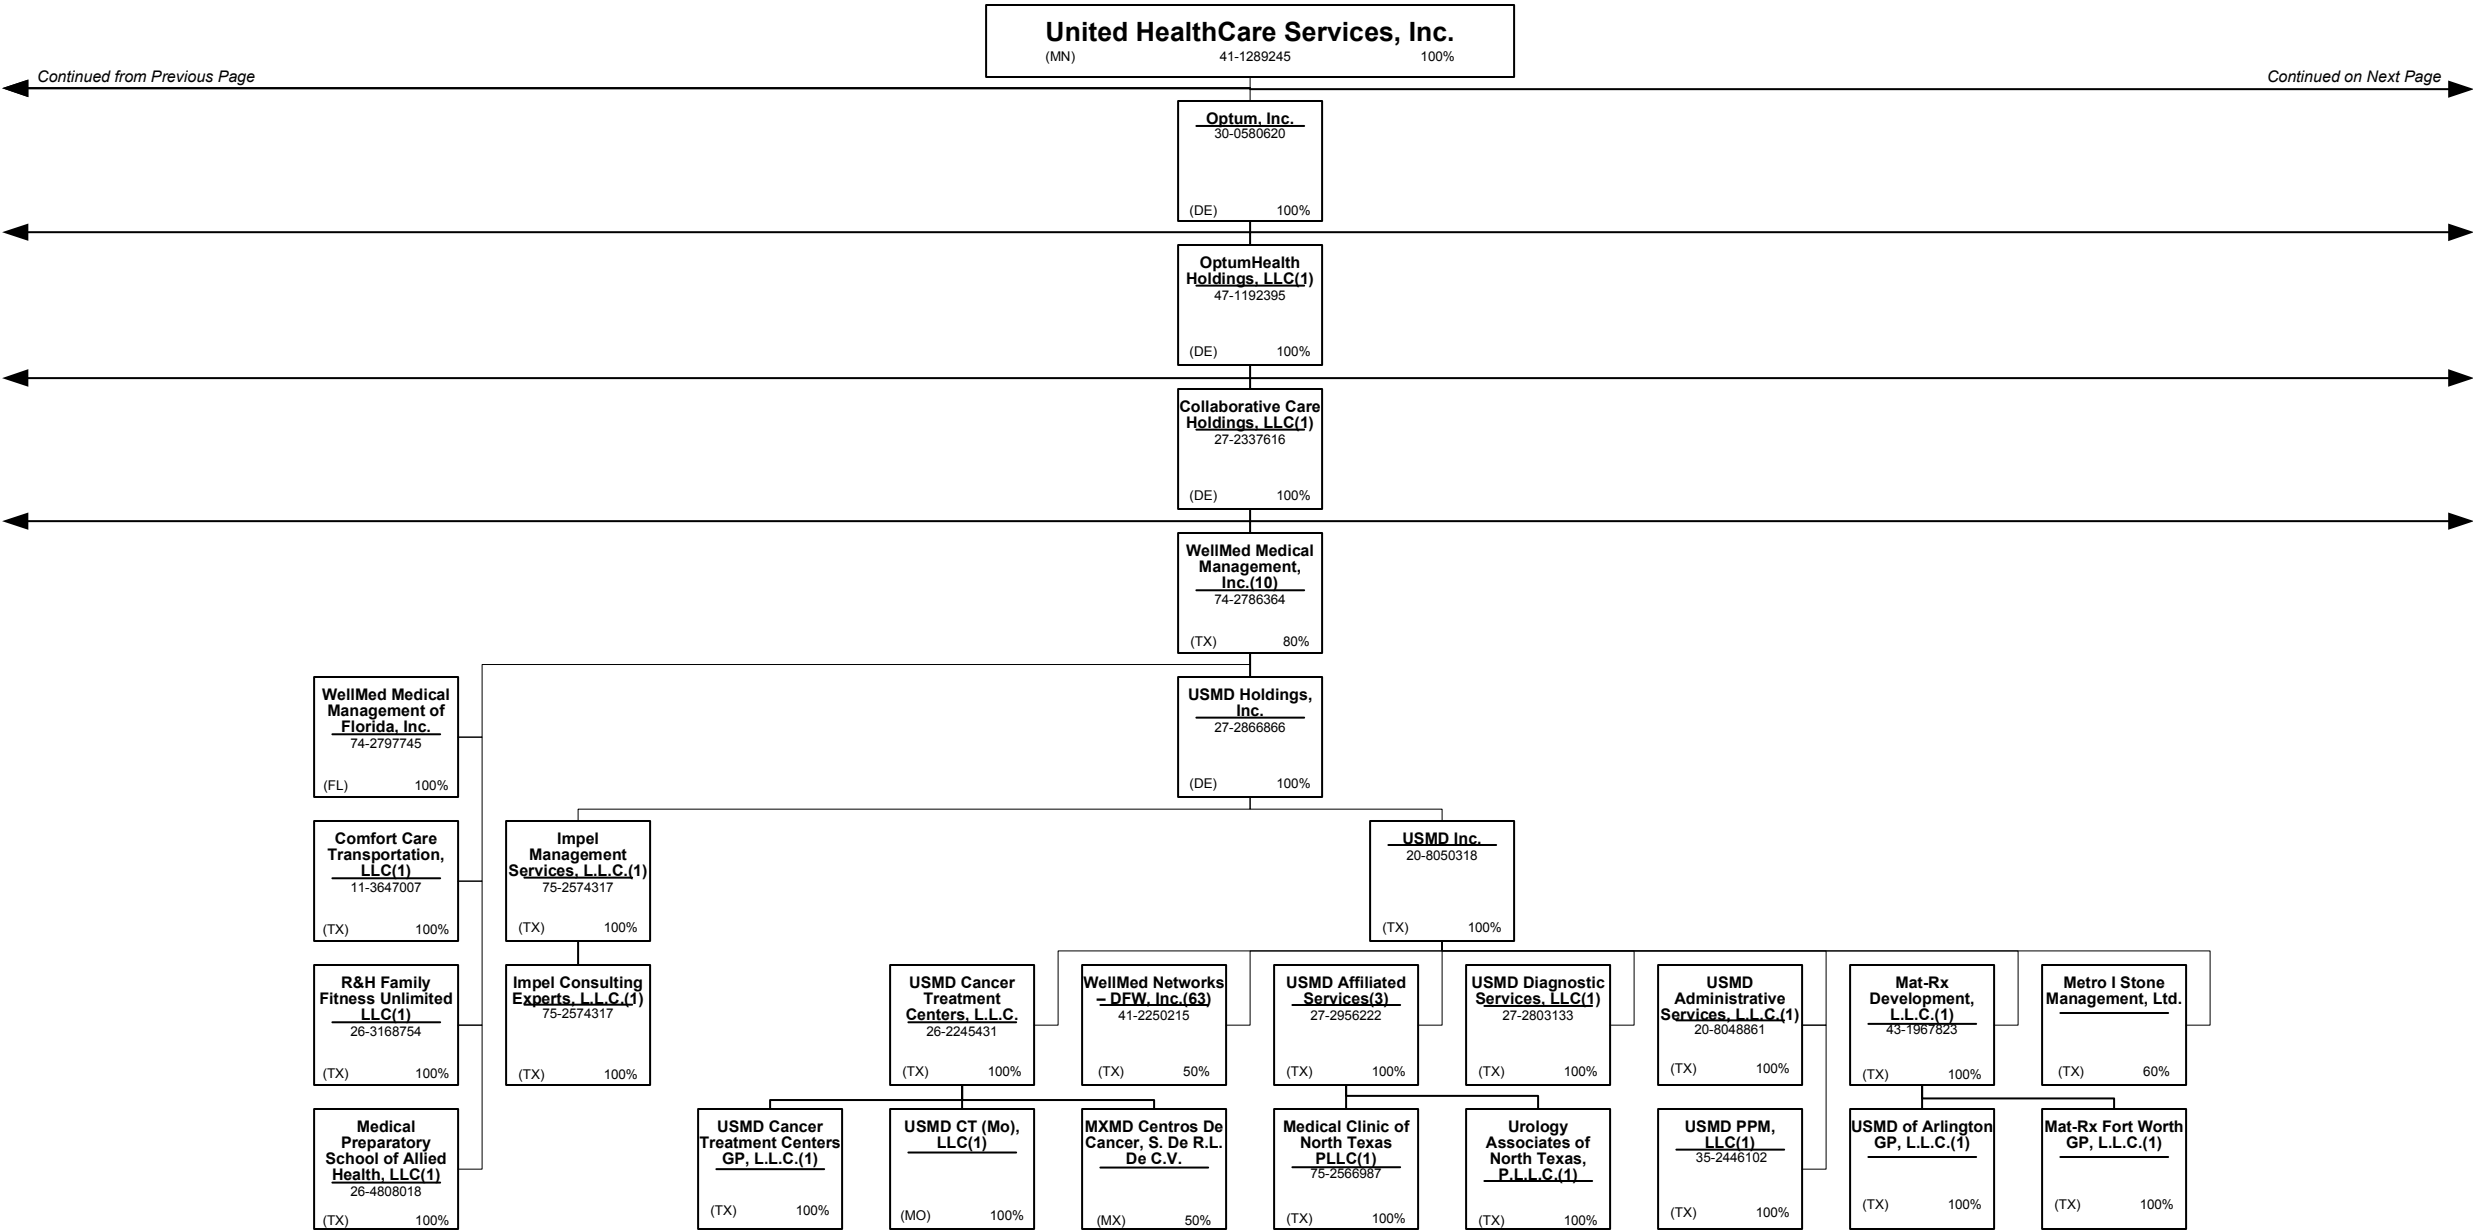 United HealthCare Services, Inc.
(MN) 41-1289245 100%
Continued from Previous Page
Continued on Next Page
Optum, Inc.
30-0580620
(DE) 100%
OptumHealth
Holdings, LLC(1)
47-1192395
(DE) 100%
Collaborative Care
Holdings, LLC(1)
27-2337616
(DE) 100%
WellMed Medical
Management,
Inc.(10)
74-2786364
(TX) 80%
WellMed Medical
Management of
Florida, Inc.
74-2797745
(FL) 100%
USMD Holdings,
Inc.
27-2866866
(DE) 100%
Comfort Care
Transportation,
LLC(1)
11-3647007
(TX) 100%
Impel
Management
Services, L.L.C.(1)
75-2574317
(TX) 100%
USMD Inc.
20-8050318
(TX) 100%
R&H Family
Fitness Unlimited
LLC(1)
26-3168754
(TX) 100%
Impel Consulting
Experts, L.L.C.(1)
75-2574317
(TX) 100%
USMD Cancer
Treatment
Centers, L.L.C.
26-2245431
(TX) 100%
WellMed Networks
– DFW, Inc.(63)
41-2250215
(TX) 50%
USMD Affiliated
Services(3)
27-2956222
(TX) 100%
USMD Diagnostic
Services, LLC(1)
27-2803133
(TX) 100%
USMD
Administrative
Services, L.L.C.(1)
20-8048861
(TX) 100%
Mat-Rx
Development,
L.L.C.(1)
43-1967823
(TX) 100%
Metro I Stone
Management, Ltd.
(TX) 60%
Medical
Preparatory
School of Allied
Health, LLC(1)
26-4808018
(TX) 100%
USMD Cancer
Treatment Centers
GP, L.L.C.(1)
(TX) 100%
USMD CT (Mo),
LLC(1)
(MO) 100%
MXMD Centros De
Cancer, S. De R.L.
De C.V.
(MX) 50%
Medical Clinic of
North Texas
PLLC(1)
75-2566987
(TX) 100%
Urology
Associates of
North Texas,
P.L.L.C.(1)
(TX) 100%
USMD PPM,
LLC(1)
35-2446102
(TX) 100%
USMD of Arlington
GP, L.L.C.(1)
(TX) 100%
Mat-Rx Fort Worth
GP, L.L.C.(1)
(TX) 100%